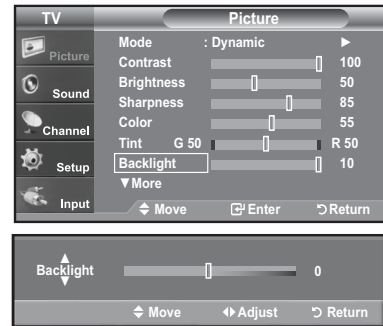 TV Picture
Picture
Sound
Channel
Setup
Input
Mode : Dynamic ►
Contrast 100
Brightness 50
Sharpness 85
Color 55
Tint G 50 R 50
Backlight 10
▼More
Move Enter Return
Backlight 0
Move Adjust Return